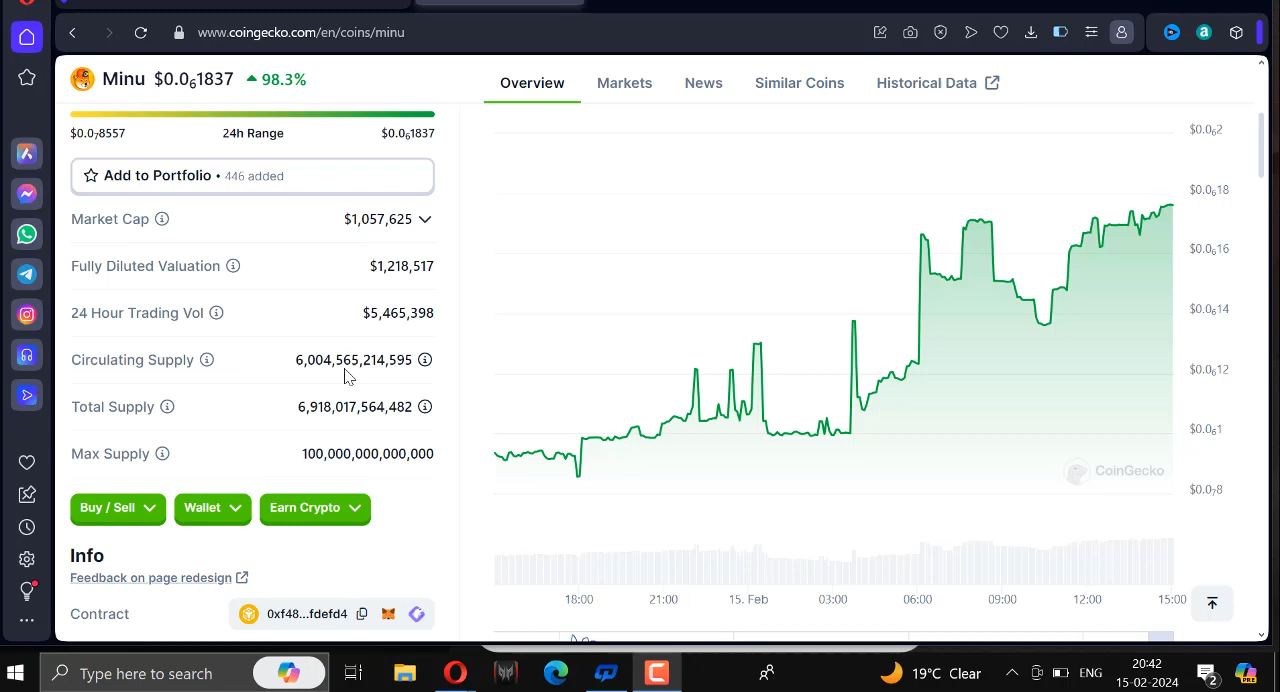 www.coingecko.com/en/coins/minu
Minu $0.0₆1837 ▲ 98.3%
Overview Markets News Similar Coins Historical Data
$0.0₇8557 24h Range $0.0₆1837
Add to Portfolio • 446 added
Market Cap $1,057,625
Fully Diluted Valuation $1,218,517
24 Hour Trading Vol $5,465,398
Circulating Supply 6,004,565,214,595
Total Supply 6,918,017,564,482
Max Supply 100,000,000,000,000
Buy / Sell Wallet Earn Crypto
Info
Feedback on page redesign
Contract 0xf48...fdefd4
$0.0₆2
$0.0₆18
$0.0₆16
$0.0₆14
$0.0₆12
$0.0₆1
$0.0₇8
CoinGecko
18:00 21:00 15. Feb 03:00 06:00 09:00 12:00 15:00
Type here to search
19°C Clear
ENG
20:42
15-02-2024
2
PRE